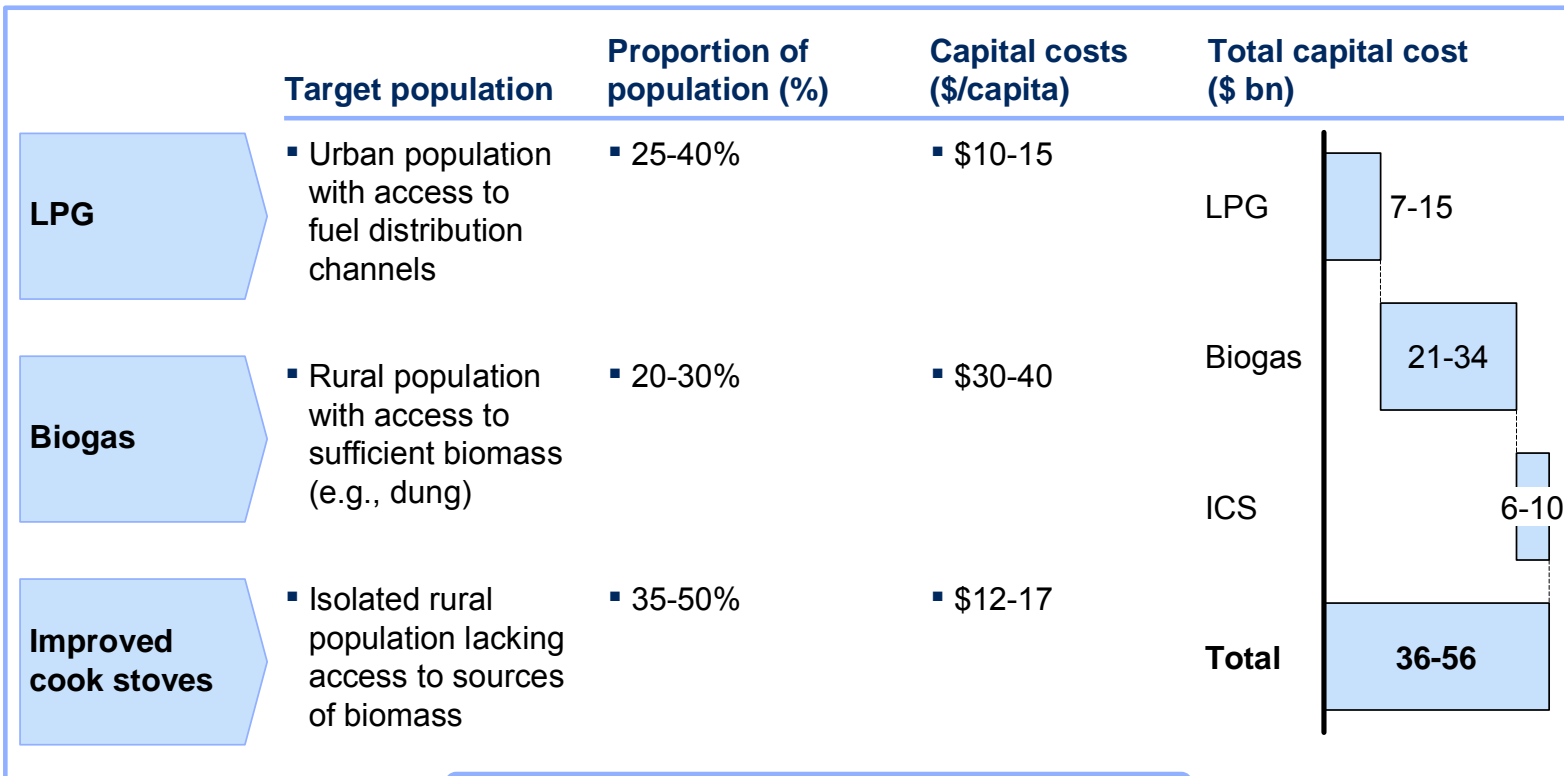 Target population
Proportion of
population (%)
Capital costs
($/capita)
Total capital cost
($ bn)
LPG
▪ Urban population
with access to
fuel distribution
channels
▪ 25-40%
▪ $10-15
LPG
7-15
Biogas
▪ Rural population
with access to
sufficient biomass
(e.g., dung)
▪ 20-30%
▪ $30-40
Biogas
21-34
ICS
6-10
Improved
cook stoves
▪ Isolated rural
population lacking
access to sources
of biomass
▪ 35-50%
▪ $12-17
Total
36-56